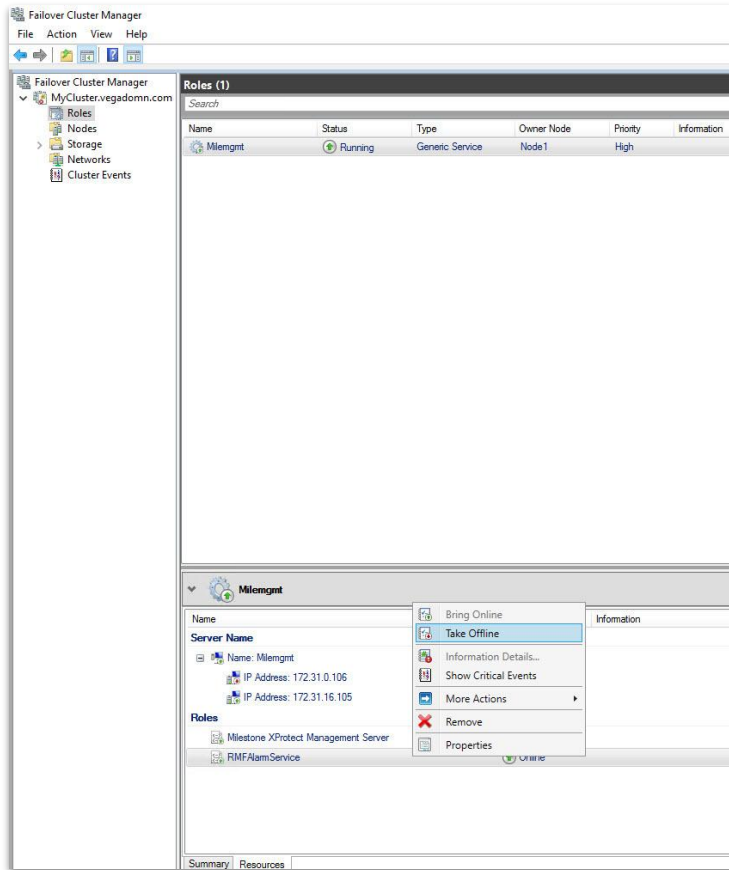 Failover Cluster Manager
File Action View Help
Failover Cluster Manager
MyCluster.vegadomn.com
Roles
Nodes
Storage
Networks
Cluster Events
Roles (1)
Search
Name Status Type Owner Node Priority Information
Milemgmt Running Generic Service Node1 High
Milemgmt
Name Information
Server Name
Name: Milemgmt
IP Address: 172.31.0.106
IP Address: 172.31.16.105
Roles
Milestone XProtect Management Server
RMFAlarmService Online
Bring Online
Take Offline
Information Details...
Show Critical Events
More Actions
Remove
Properties
Summary Resources